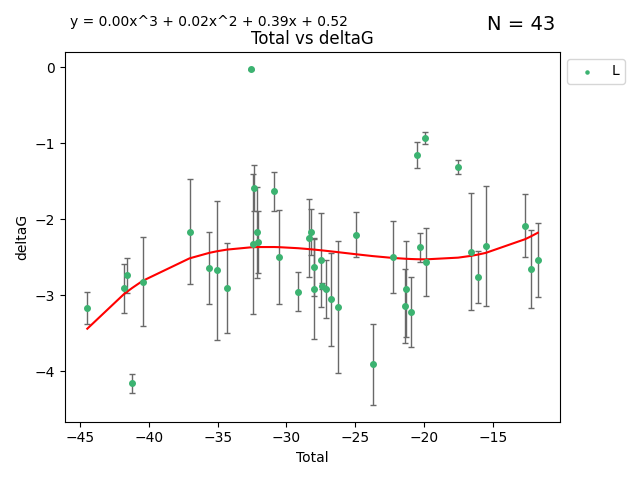 y = 0.00x^3 + 0.02x^2 + 0.39x + 0.52
N = 43
Total vs deltaG
L
deltaG
0
−1
−2
−3
−4
−45
−40
−35
−30
−25
−20
−15
Total